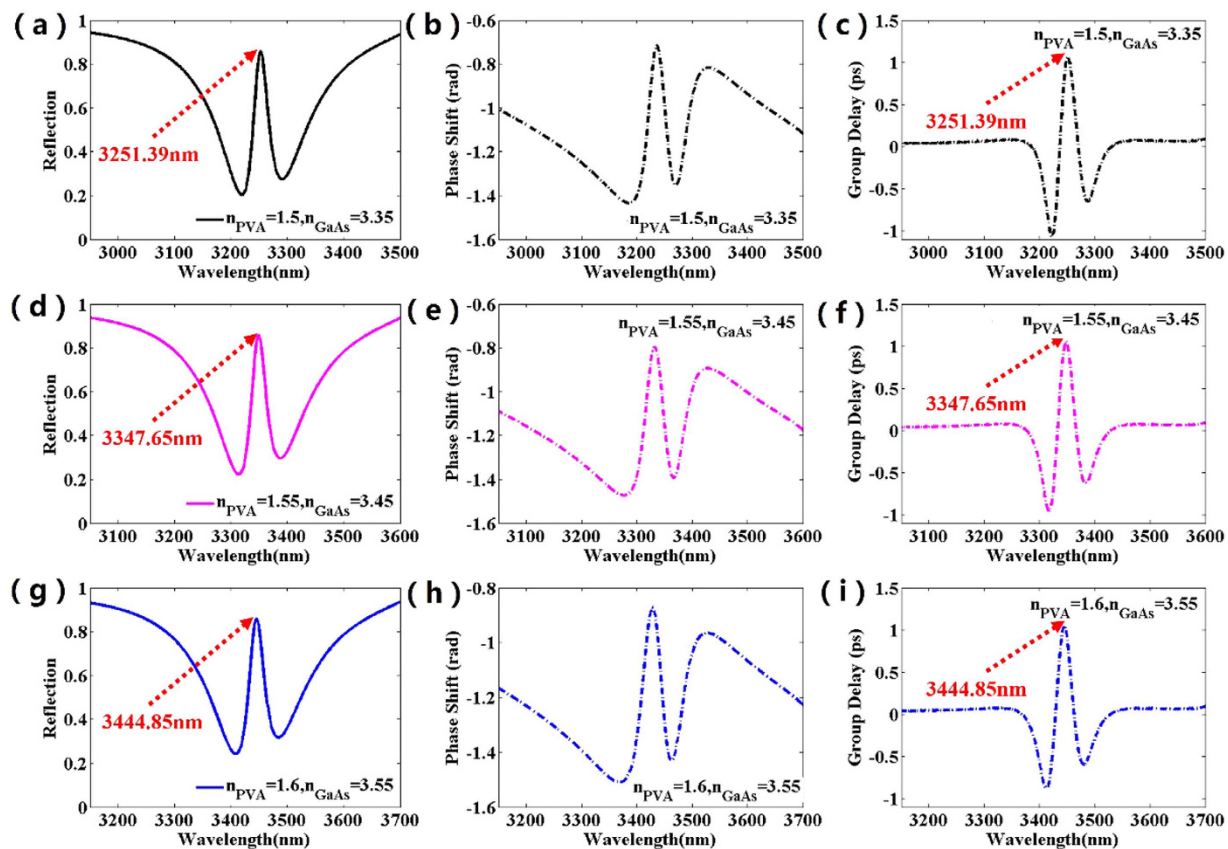 (a)
1
0.8
0.6
0.4
0.2
0
Reflection
3251.39nm
n_PVA=1.5,n_GaAs=3.35
3000 3100 3200 3300 3400 3500
Wavelength(nm)
(b)
-0.6
-0.8
-1
-1.2
-1.4
-1.6
Phase Shift (rad)
n_PVA=1.5,n_GaAs=3.35
3000 3100 3200 3300 3400 3500
Wavelength(nm)
(c)
1.5
1
0.5
0
-0.5
-1
Group Delay (ps)
n_PVA=1.5,n_GaAs=3.35
3251.39nm
3000 3100 3200 3300 3400 3500
Wavelength(nm)
(d)
1
0.8
0.6
0.4
0.2
0
Reflection
3347.65nm
n_PVA=1.55,n_GaAs=3.45
3100 3200 3300 3400 3500 3600
Wavelength(nm)
(e)
-0.6
-0.8
-1
-1.2
-1.4
-1.6
Phase Shift (rad)
n_PVA=1.55,n_GaAs=3.45
3100 3200 3300 3400 3500 3600
Wavelength(nm)
(f)
1.5
1
0.5
0
-0.5
-1
Group Delay (ps)
n_PVA=1.55,n_GaAs=3.45
3347.65nm
3100 3200 3300 3400 3500 3600
Wavelength(nm)
(g)
1
0.8
0.6
0.4
0.2
0
Reflection
3444.85nm
n_PVA=1.6,n_GaAs=3.55
3200 3300 3400 3500 3600 3700
Wavelength(nm)
(h)
-0.8
-1
-1.2
-1.4
-1.6
Phase Shift (rad)
n_PVA=1.6,n_GaAs=3.55
3200 3300 3400 3500 3600 3700
Wavelength(nm)
(i)
1.5
1
0.5
0
-0.5
-1
Group Delay (ps)
n_PVA=1.6,n_GaAs=3.55
3444.85nm
3200 3300 3400 3500 3600 3700
Wavelength(nm)